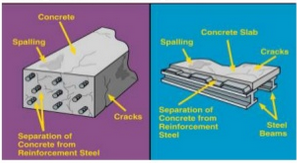 Concrete
Spalling
Cracks
Separation of
Concrete from
Reinforcement Steel
Concrete Slab
Spalling
Cracks
Separation of
Concrete from
Reinforcement
Steel
Steel
Beams